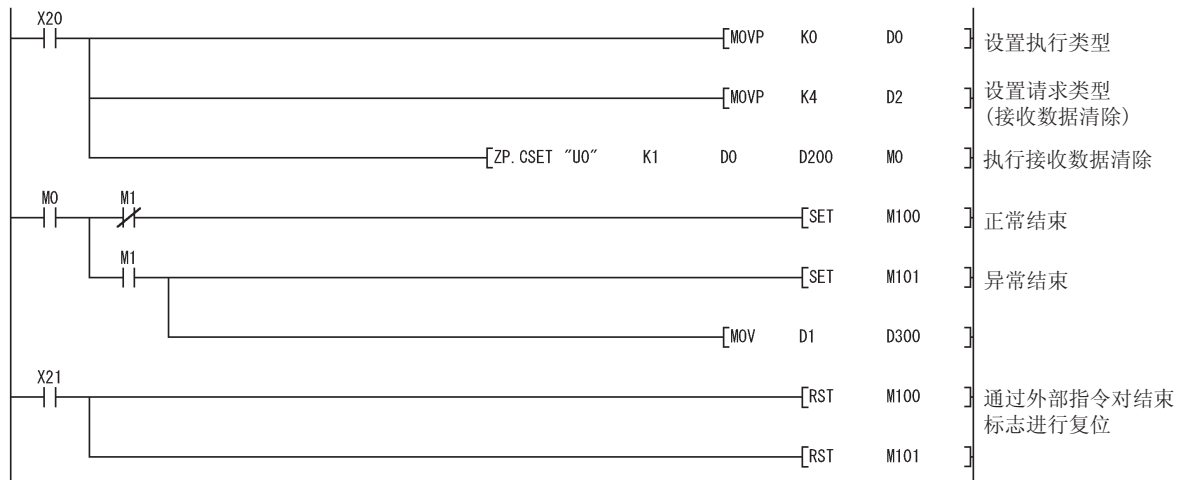 X20
MOVP K0 D0 设置执行类型
MOVP K4 D2 设置请求类型
(接收数据清除)
ZP.CSET "U0" K1 D0 D200 M0 执行接收数据清除
M0 M1
SET M100 正常结束
M1
SET M101 异常结束
MOV D1 D300
X21
RST M100 通过外部指令对结束
标志进行复位
RST M101